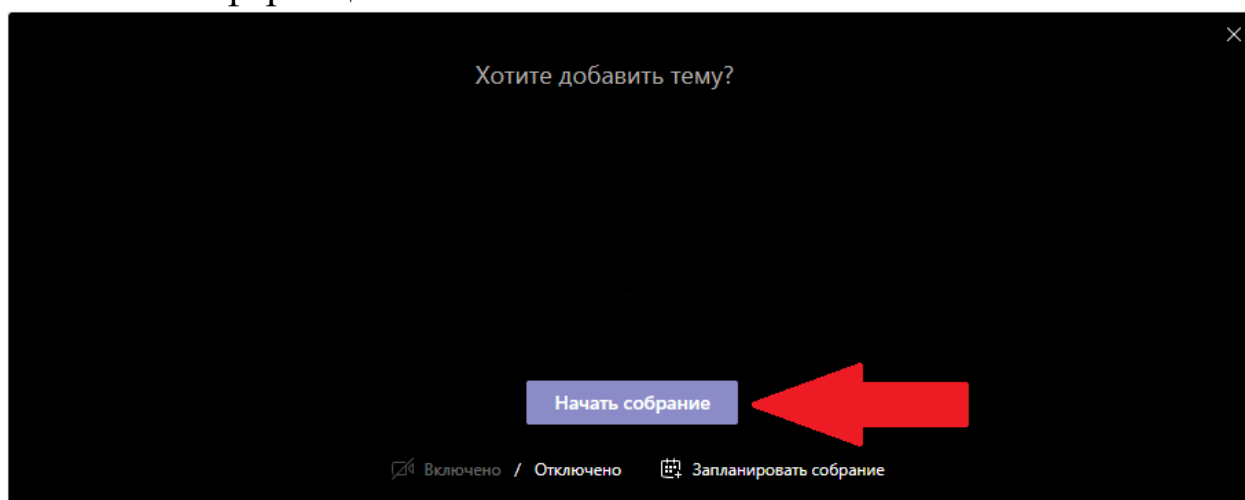 Хотите добавить тему?
Начать собрание
Включено / Отключено Запланировать собрание